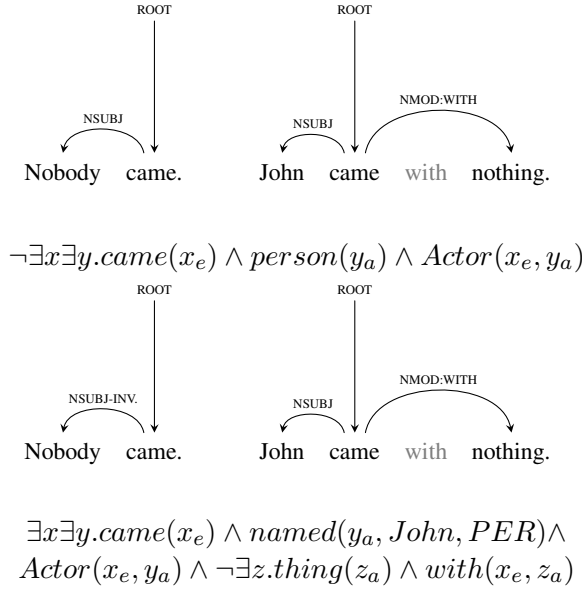 ROOT ROOT
NSUBJ NSUBJ NMOD:WITH
Nobody came. John came with nothing.
¬∃x∃y.came(x_e) ∧ person(y_a) ∧ Actor(x_e, y_a)
ROOT ROOT
NSUBJ-INV. NSUBJ NMOD:WITH
Nobody came. John came with nothing.
∃x∃y.came(x_e) ∧ named(y_a, John, PER)∧
Actor(x_e, y_a) ∧ ¬∃z.thing(z_a) ∧ with(x_e, z_a)